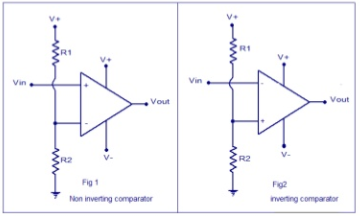 V+
R1
V+
Vin
+
-
Vout
R2
V-
Fig 1
Non inverting comparator
V+
R1
V+
Vin
-
+
Vout
R2
V-
Fig2
inverting comparator